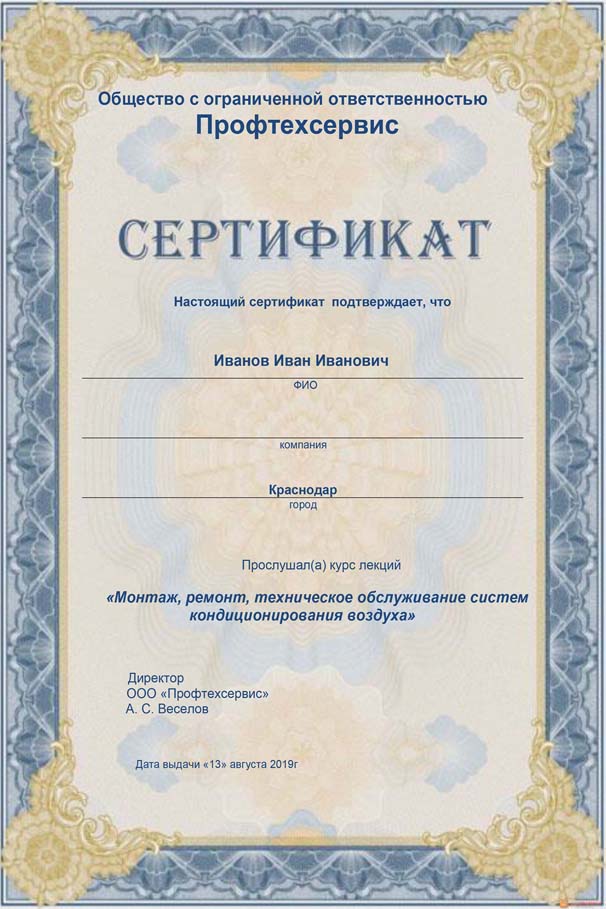 Общество с ограниченной ответственностью
Профтехсервис
СЕРТИФИКАТ
Настоящий сертификат подтверждает, что
Иванов Иван Иванович
ФИО
компания
Краснодар
город
Прослушал(а) курс лекций
«Монтаж, ремонт, техническое обслуживание систем
кондиционирования воздуха»
Директор
ООО «Профтехсервис»
А. С. Веселов
Дата выдачи «13» августа 2019г